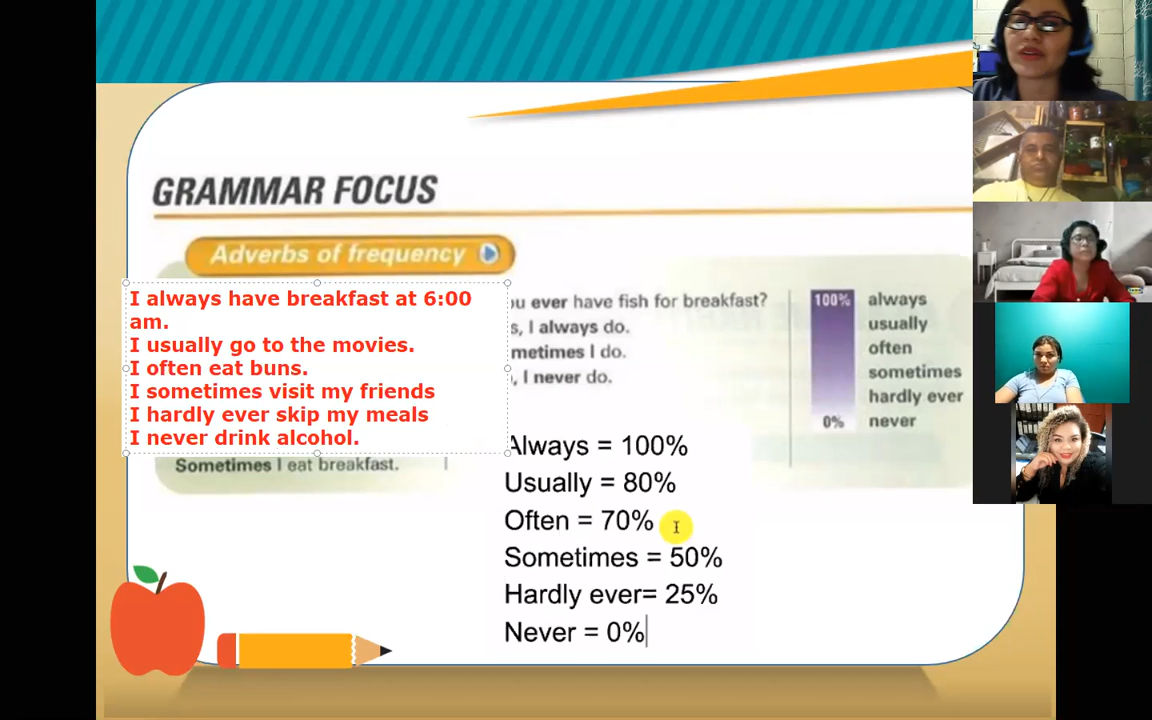 GRAMMAR FOCUS
Adverbs of frequency
I always have breakfast at 6:00
am.
I usually go to the movies.
I often eat buns.
I sometimes visit my friends
I hardly ever skip my meals
I never drink alcohol.
ever have fish for breakfast?
I always do.
I do.
I never do.
Sometimes I eat breakfast.
100% always
usually
often
sometimes
hardly ever
0% never
Always = 100%
Usually = 80%
Often = 70%
Sometimes = 50%
Hardly ever= 25%
Never = 0%